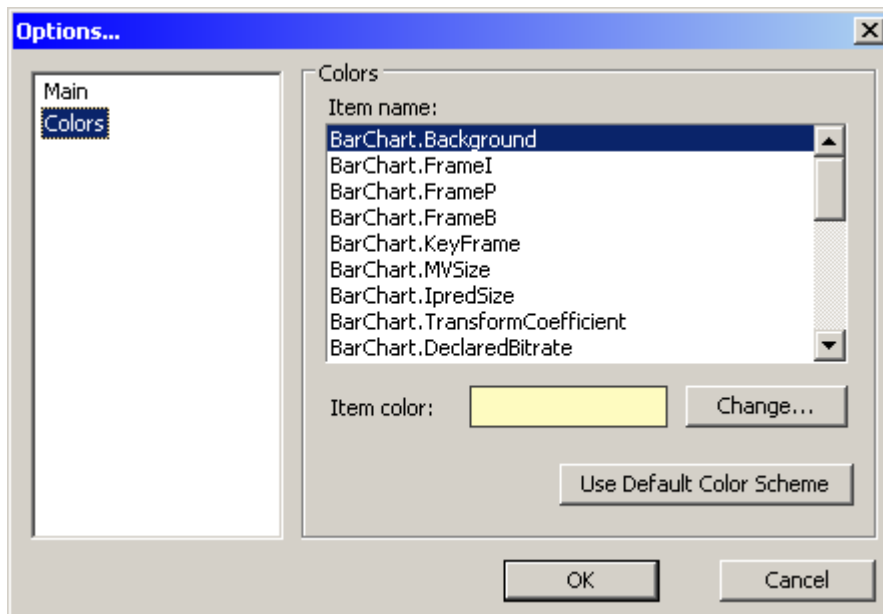 Options...
Main
Colors
Colors
Item name:
BarChart.Background
BarChart.FrameI
BarChart.FrameP
BarChart.FrameB
BarChart.KeyFrame
BarChart.MVSize
BarChart.IpredSize
BarChart.TransformCoefficient
BarChart.DeclaredBitrate
Item color:
Change...
Use Default Color Scheme
OK
Cancel